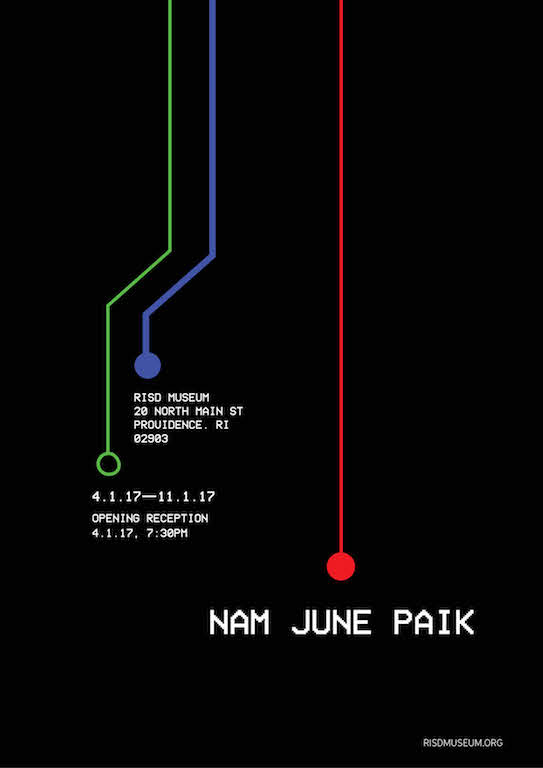 RISD MUSEUM
20 NORTH MAIN ST
PROVIDENCE. RI
02903
4.1.17—11.1.17
OPENING RECEPTION
4.1.17, 7:30PM
NAM JUNE PAIK
RISDMUSEUM.ORG